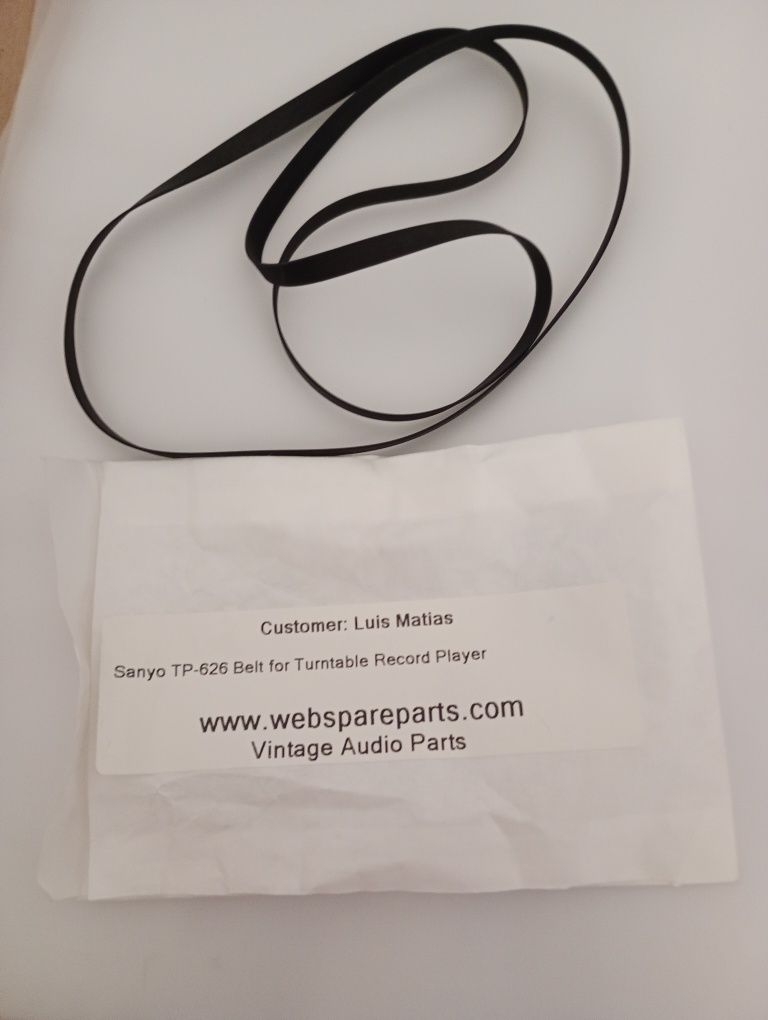 Customer: Luis Matias
Sanyo TP-626 Belt for Turntable Record Player
www.webspareparts.com
Vintage Audio Parts